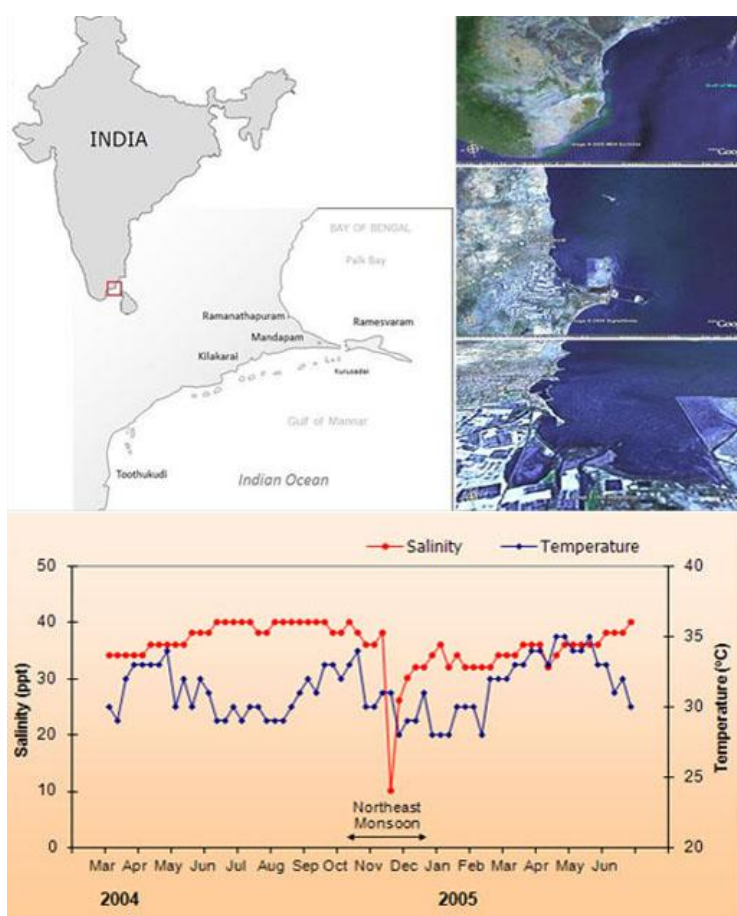 INDIA
BAY OF BENGAL
Palk Bay
Ramanathapuram
Ramesvaram
Mandapam
Kilakarai
Kurusadai
Gulf of Mannar
Toothukudi
Indian Ocean
Salinity
Temperature
50
40
30
20
10
0
Salinity (ppt)
40
35
30
25
20
Temperature (°C)
Northeast
Monsoon
Mar Apr May Jun Jul Aug Sep Oct Nov Dec Jan Feb Mar Apr May Jun
2004 2005